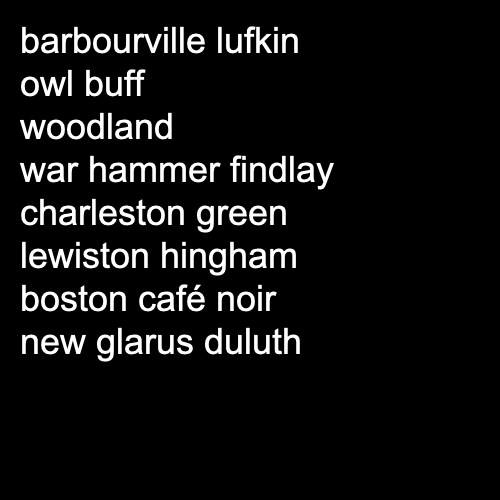 barbourville lufkin
owl buff
woodland
war hammer findlay
charleston green
lewiston hingham
boston café noir
new glarus duluth